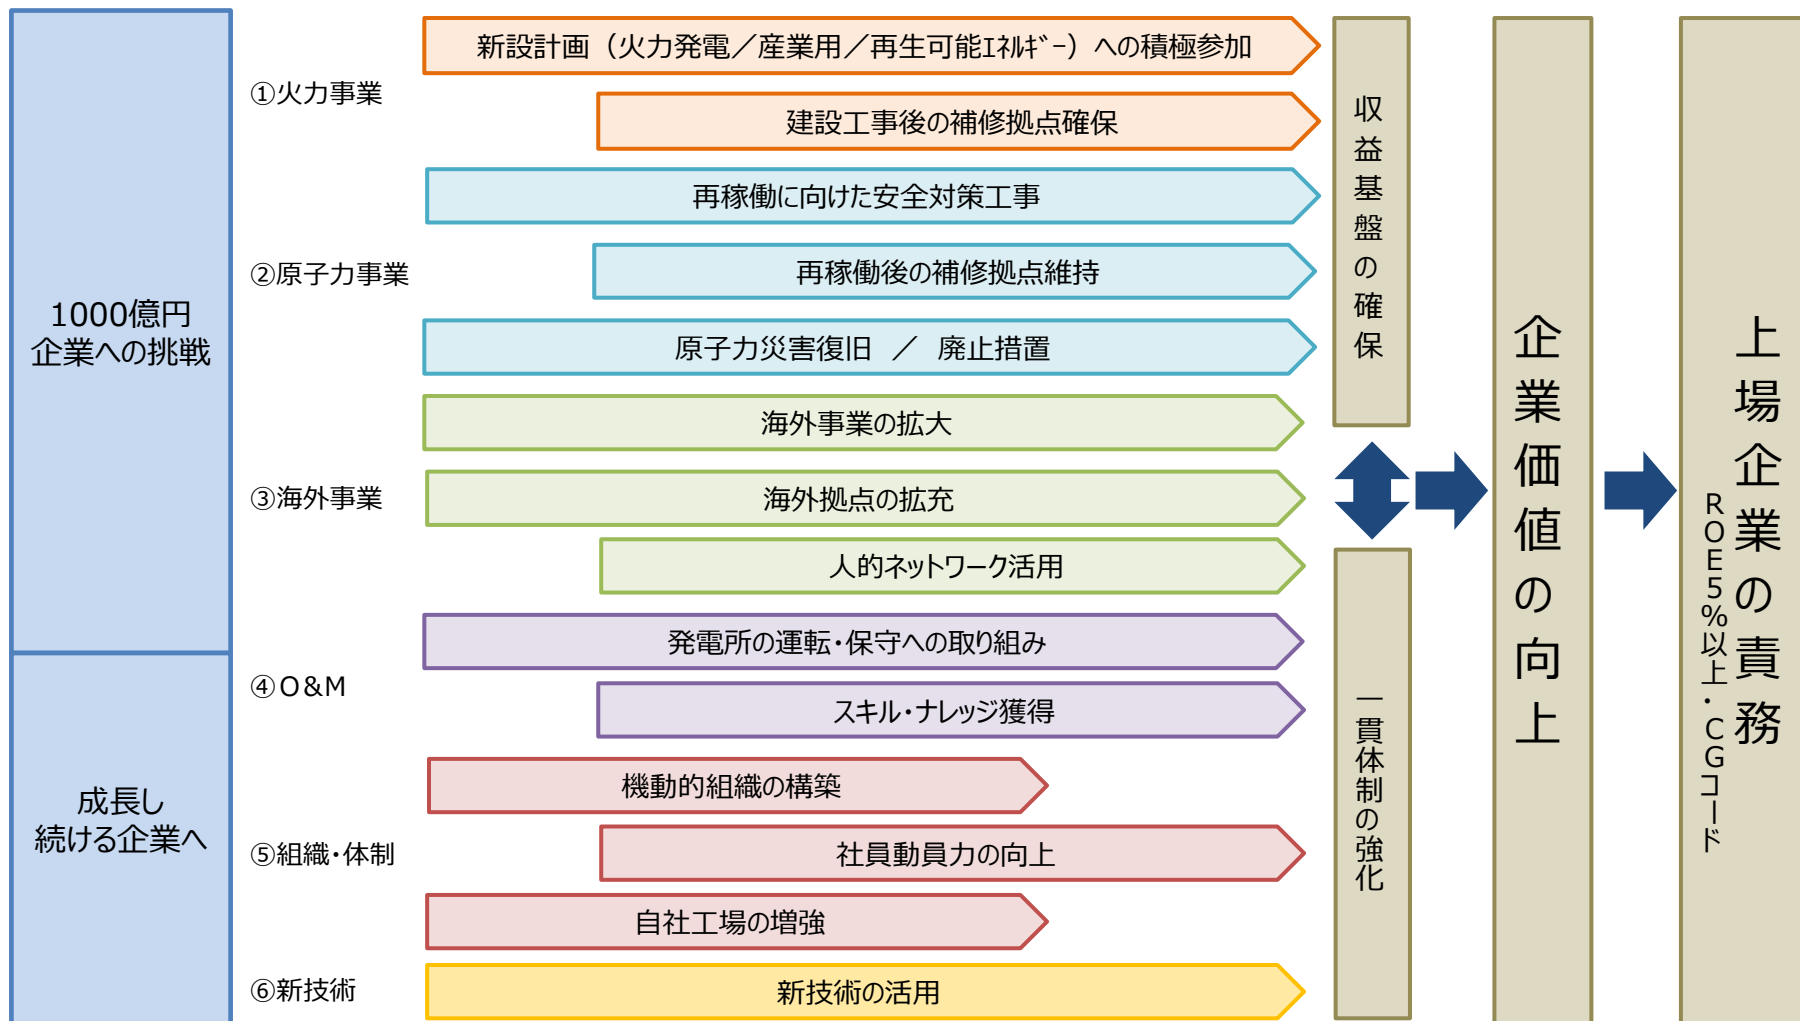 1000億円
企業への挑戦
成長し
続ける企業へ
①火力事業
新設計画（火力発電／産業用／再生可能ｴﾈﾙｷﾞｰ）への積極参加
建設工事後の補修拠点確保
②原子力事業
再稼働に向けた安全対策工事
再稼働後の補修拠点維持
原子力災害復旧　／　廃止措置
③海外事業
海外事業の拡大
海外拠点の拡充
人的ネットワーク活用
④O&M
発電所の運転・保守への取り組み
スキル・ナレッジ獲得
⑤組織・体制
機動的組織の構築
社員動員力の向上
自社工場の増強
⑥新技術
新技術の活用
収益基盤の確保
一貫体制の強化
企業価値の向上
上場企業の責務
ROE5%以上・CGコード